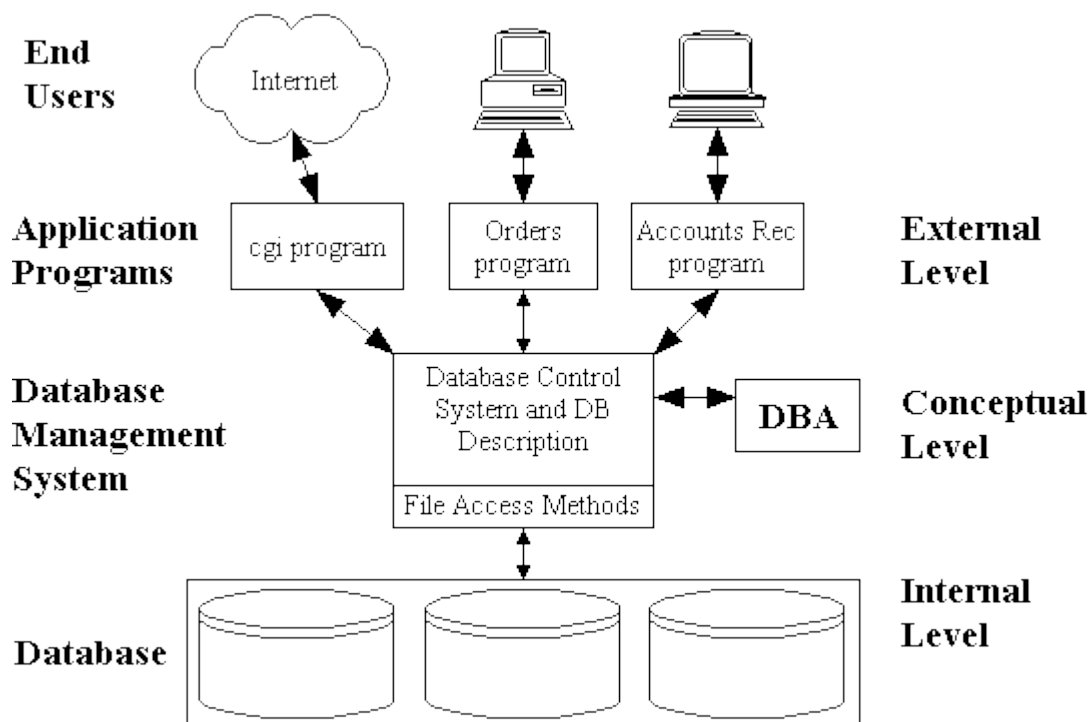 End
Users
Internet
Application
Programs
cgi program
Orders
program
Accounts Rec
program
External
Level
Database
Management
System
Database Control
System and DB
Description
File Access Methods
DBA
Conceptual
Level
Database
Internal
Level